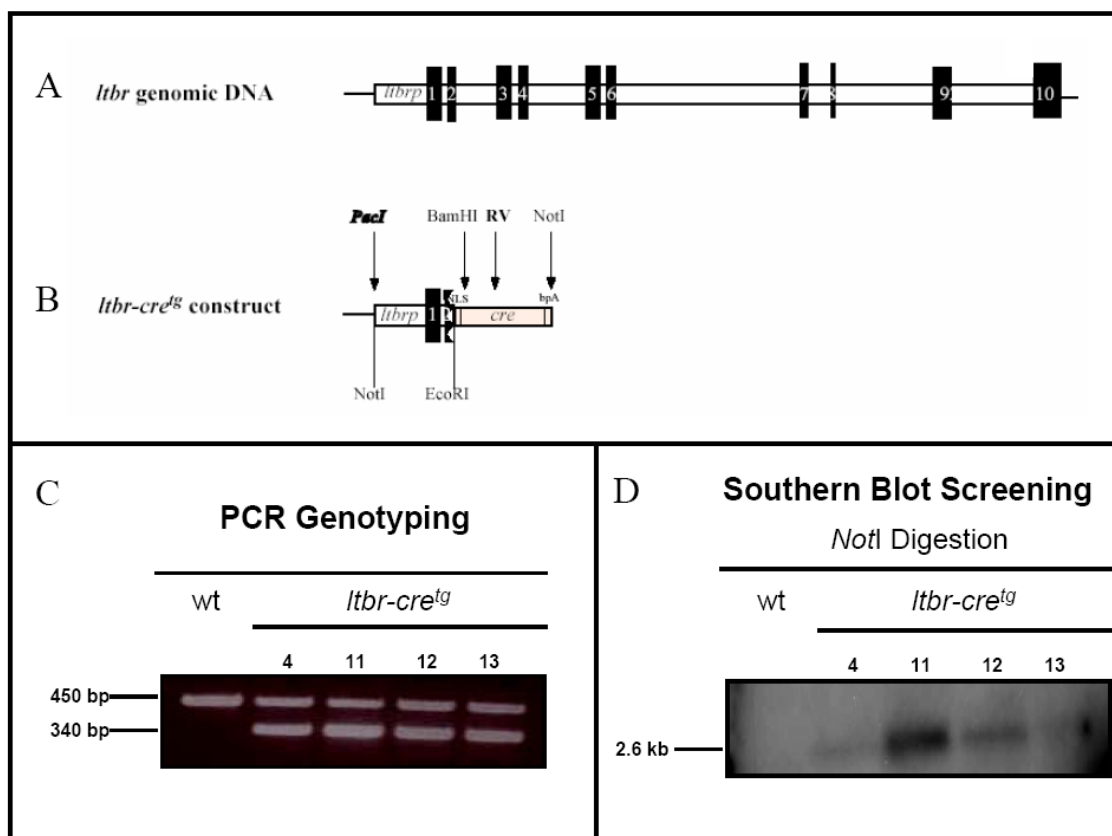 A
ltbr genomic DNA
ltbrp 1 2 3 4 5 6 7 8 9 10
PacI BamHI RV NotI
B
ltbr-cre^tg construct
ltbrp 1 2 NLS cre bpA
NotI EcoRI
C
PCR Genotyping
wt
ltbr-cre^tg
4 11 12 13
450 bp
340 bp
D
Southern Blot Screening
NotI Digestion
wt
ltbr-cre^tg
4 11 12 13
2.6 kb